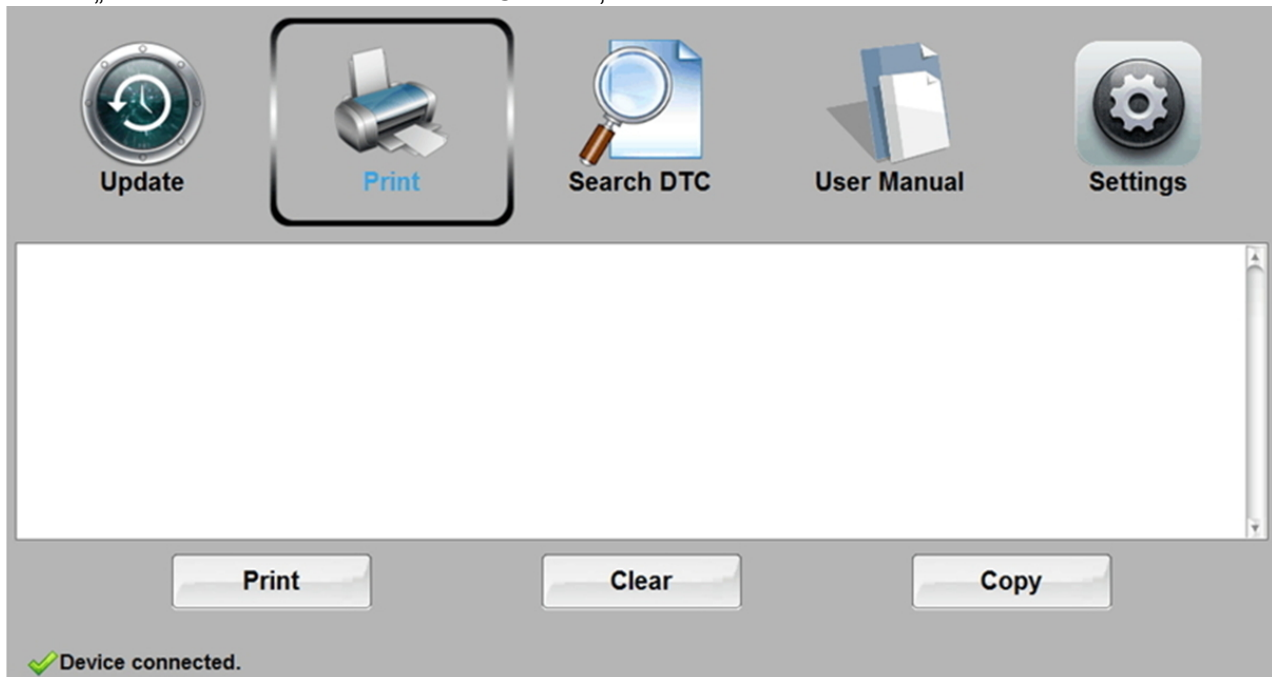 Update
Print
Search DTC
User Manual
Settings
Print
Clear
Copy
Device connected.